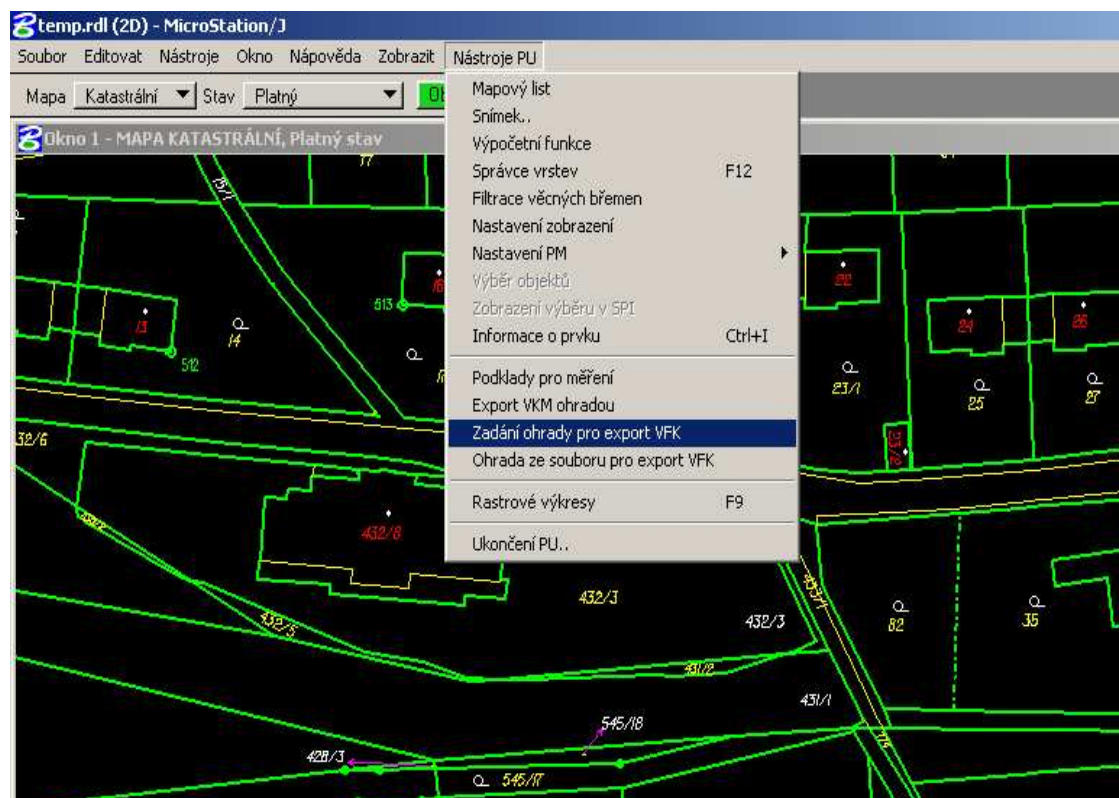 temp.rdl (2D) - MicroStation/J
Soubor Editovat Nástroje Okno Nápověda Zobrazit Nástroje PU
Mapa Katastrální Stav Platný
Okno 1 - MAPA KATASTRÁLNÍ, Platný stav
Mapový list
Snímek..
Výpočetní funkce
Správce vrstev F12
Filtrace věcných břemen
Nastavení zobrazení
Nastavení PM
Výběr objektů
Zobrazení výběru v SPI
Informace o prvku Ctrl+I
Podklady pro měření
Export VKM ohradou
Zadání ohrady pro export VFK
Ohrada ze souboru pro export VFK
Rastrové výkresy F9
Ukončení PU..
17
15/1
22
513
13
14
512
24
26
23/1
25
27
23/2
32/6
432/8
432/3
432/3
433/1
82
35
432/5
431/2
431/1
545/18
428/3
545/17